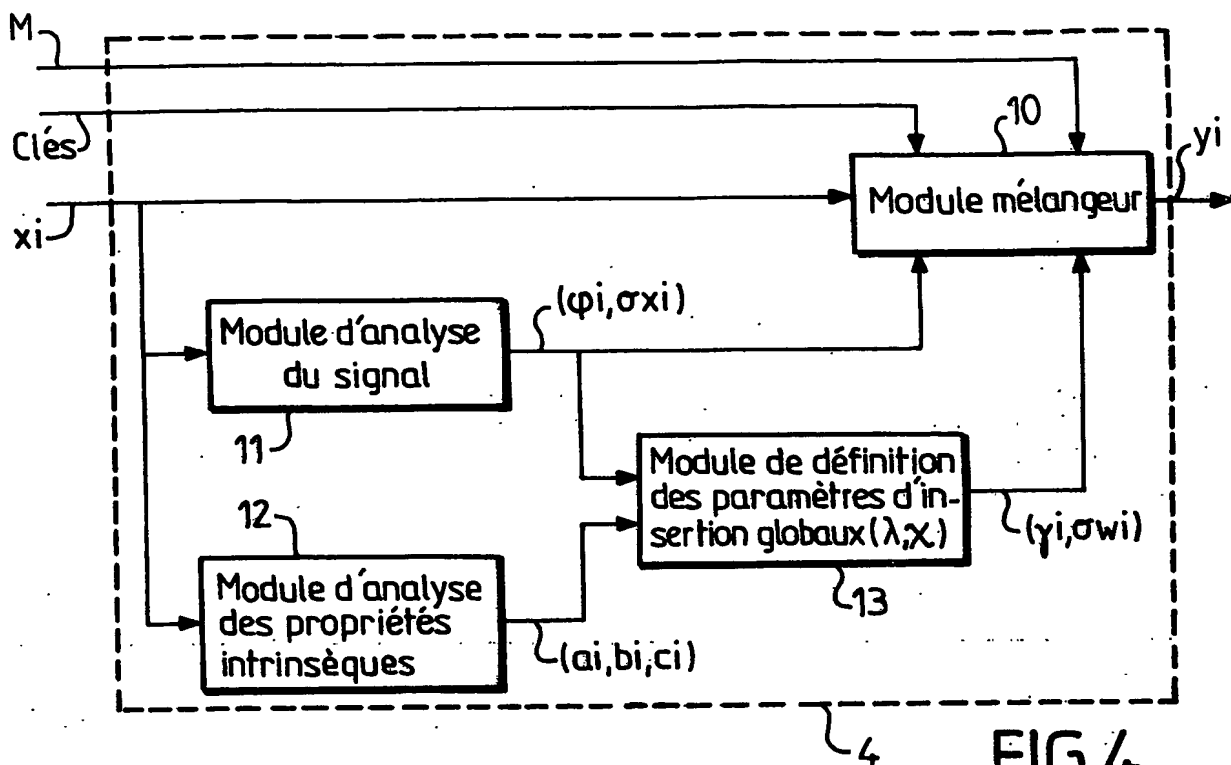 M
Clés
xi
10
yi
Module mélangeur
(φi,σxi)
Module d'analyse
du signal
11
Module de définition
des paramètres d'in-
sertion globaux(λ,χ)
13
(γi,σwi)
12
Module d'analyse
des propriétés
intrinsèques
(ai,bi,ci)
4
FIG.4